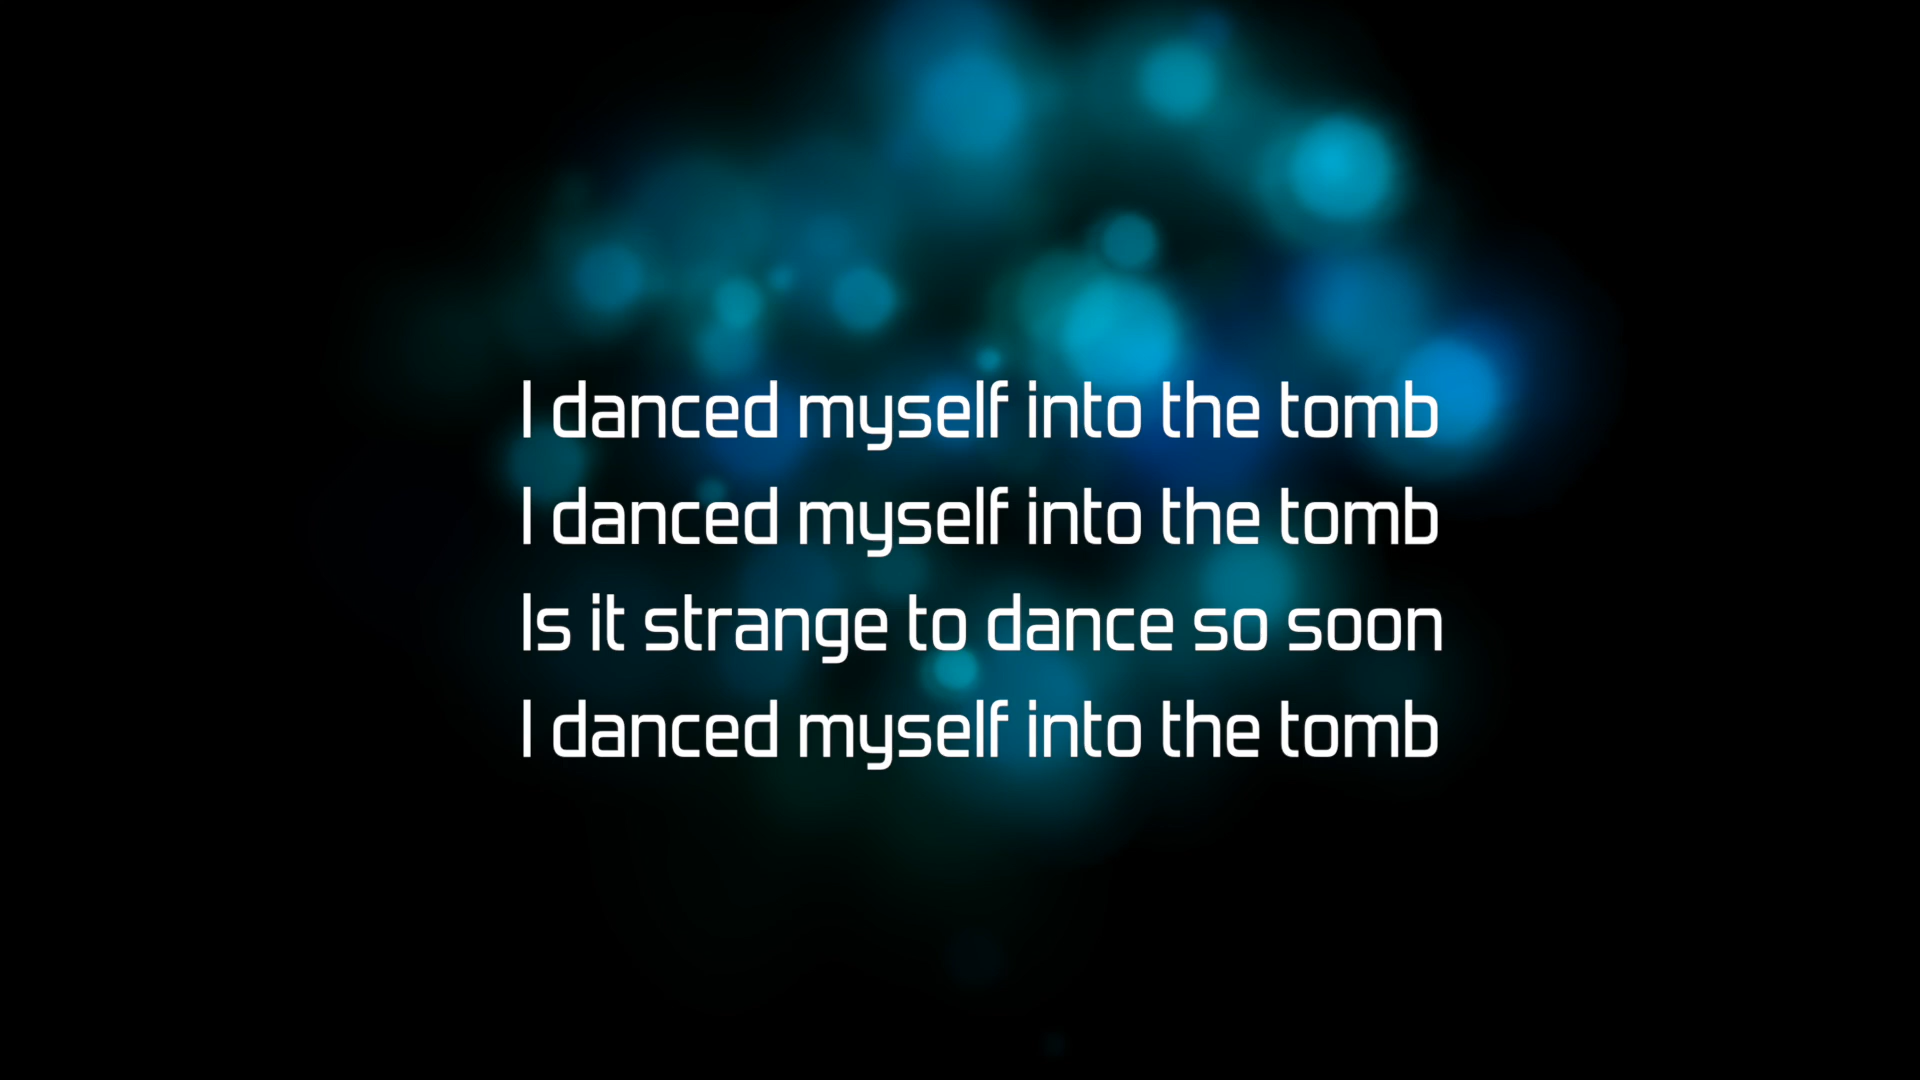 I danced myself into the tomb
I danced myself into the tomb
Is it strange to dance so soon
I danced myself into the tomb